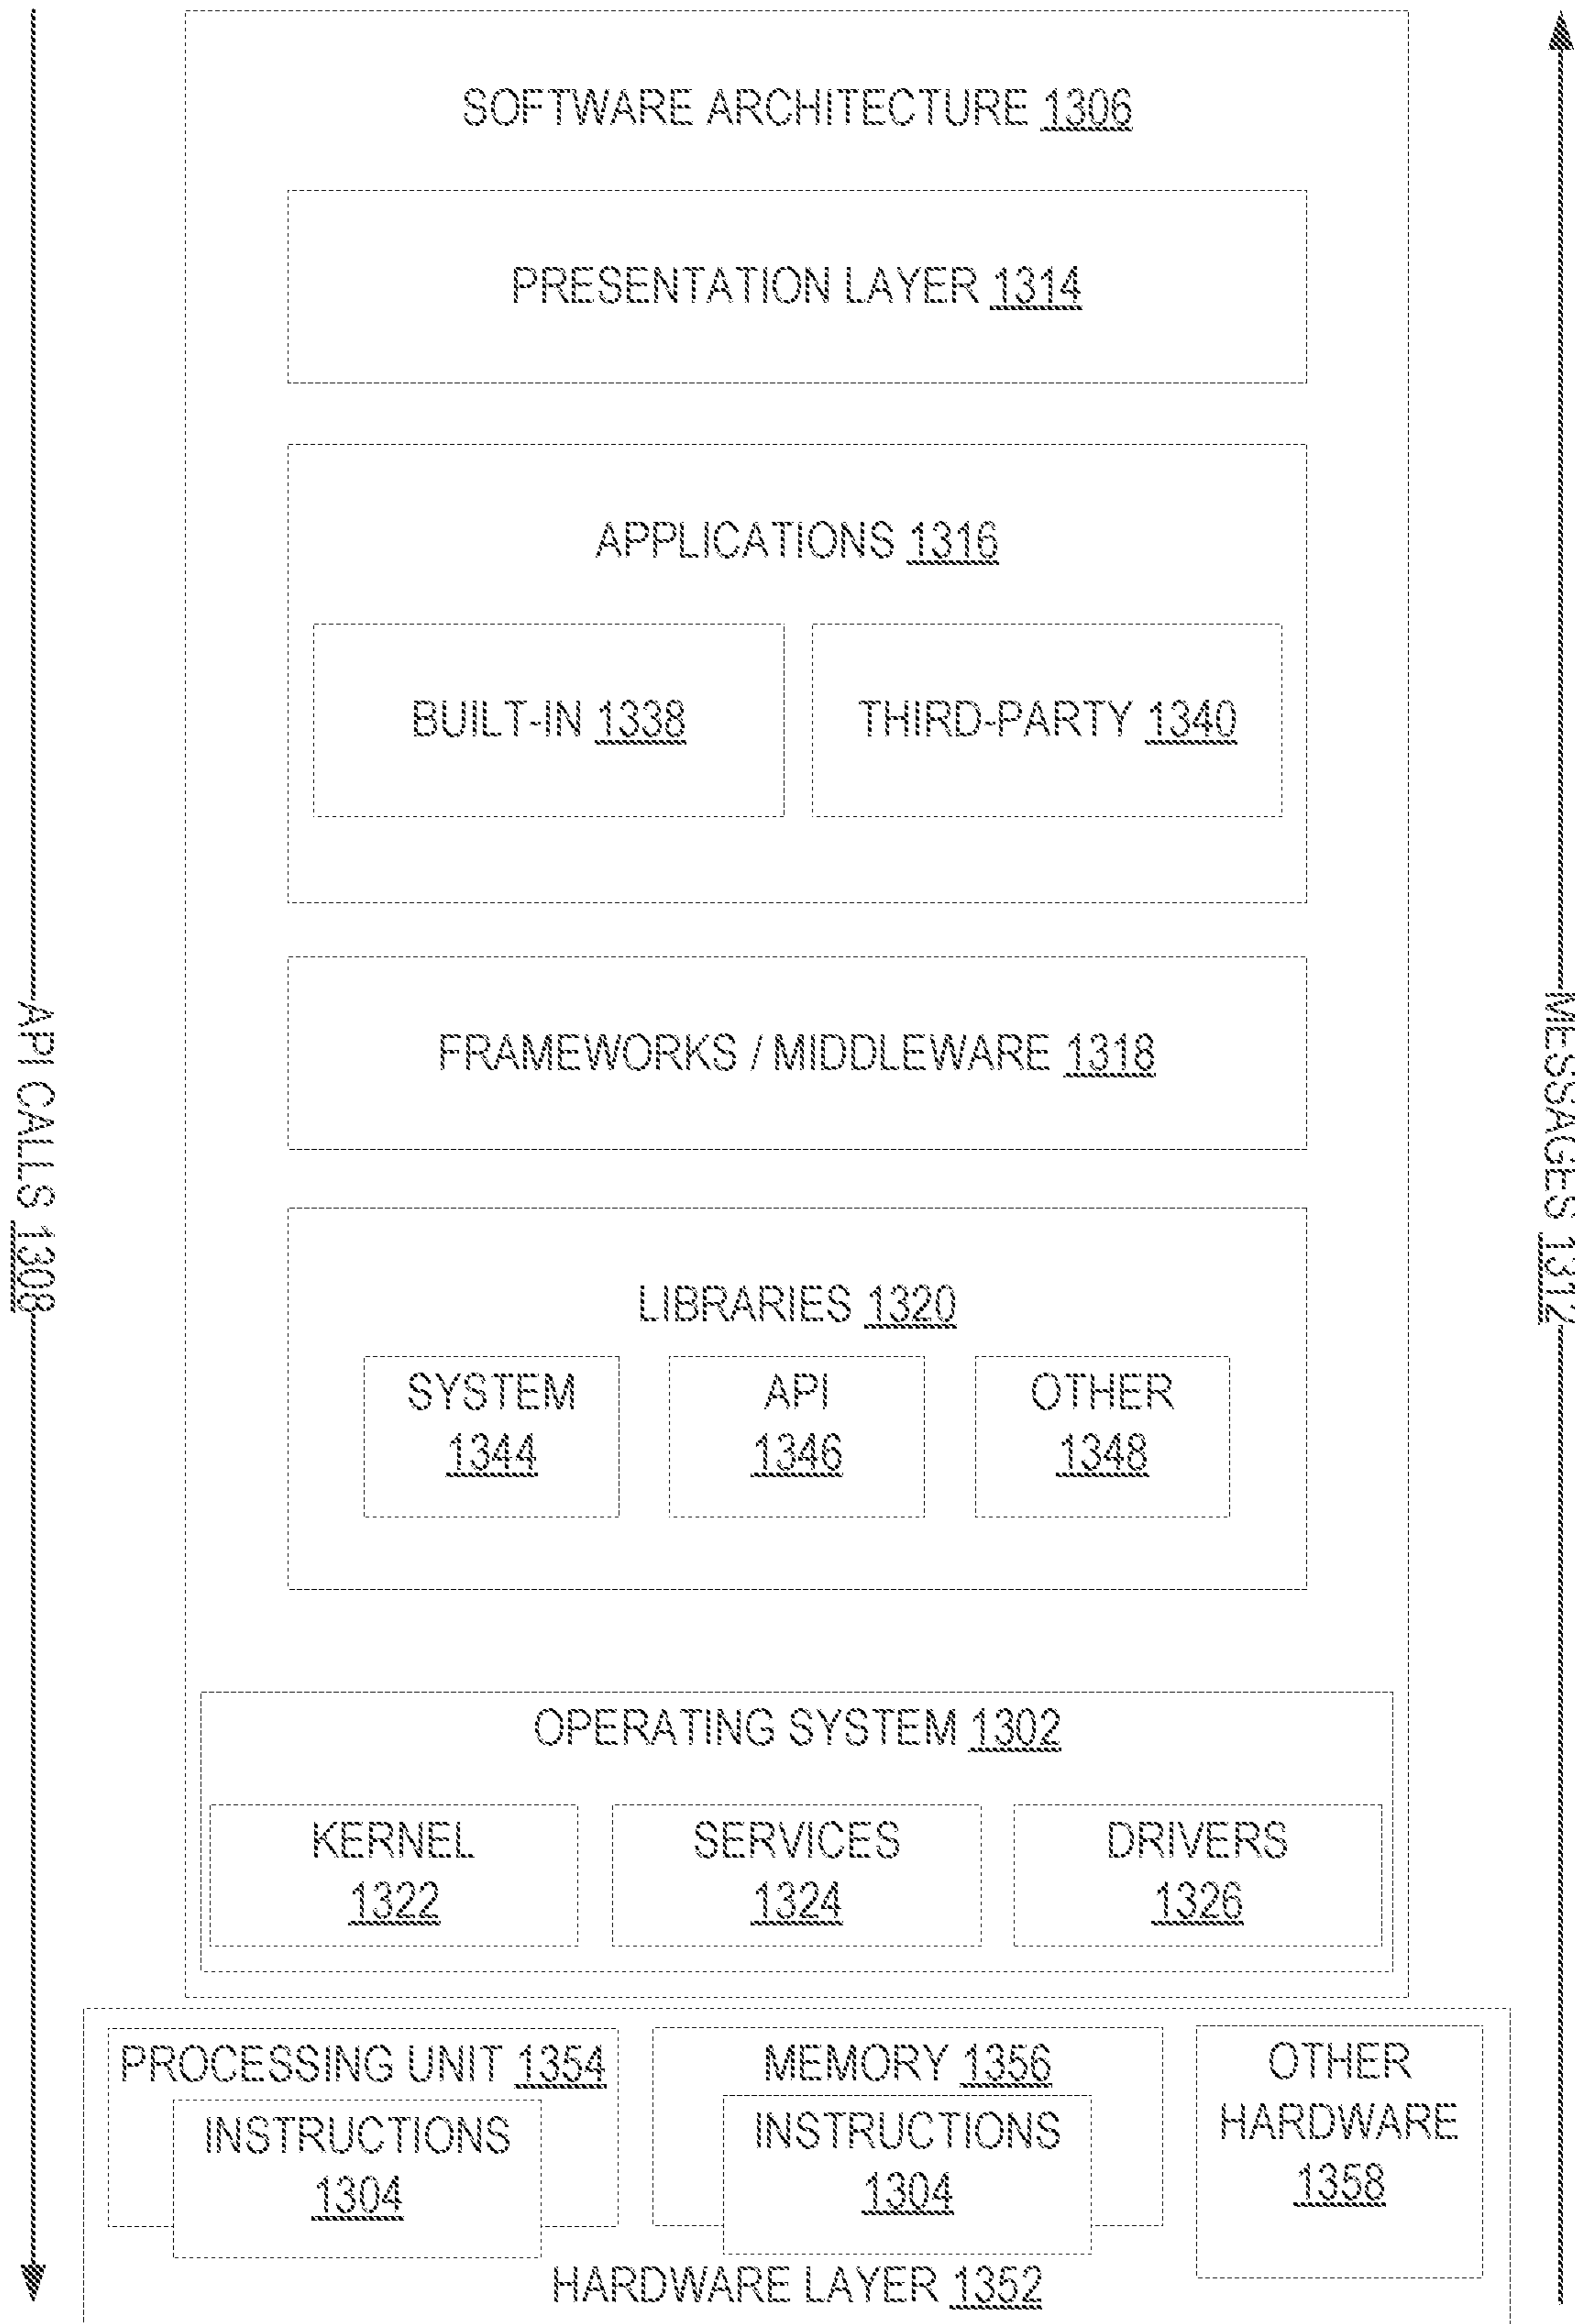 SOFTWARE ARCHITECTURE 1306
PRESENTATION LAYER 1314
APPLICATIONS 1316
BUILT-IN 1338
THIRD-PARTY 1340
FRAMEWORKS / MIDDLEWARE 1318
API CALLS 1308
MESSAGES 1312
LIBRARIES 1320
SYSTEM
1344
API
1346
OTHER
1348
OPERATING SYSTEM 1302
KERNEL
1322
SERVICES
1324
DRIVERS
1326
PROCESSING UNIT 1354
INSTRUCTIONS
1304
MEMORY 1356
INSTRUCTIONS
1304
OTHER
HARDWARE
1358
HARDWARE LAYER 1352